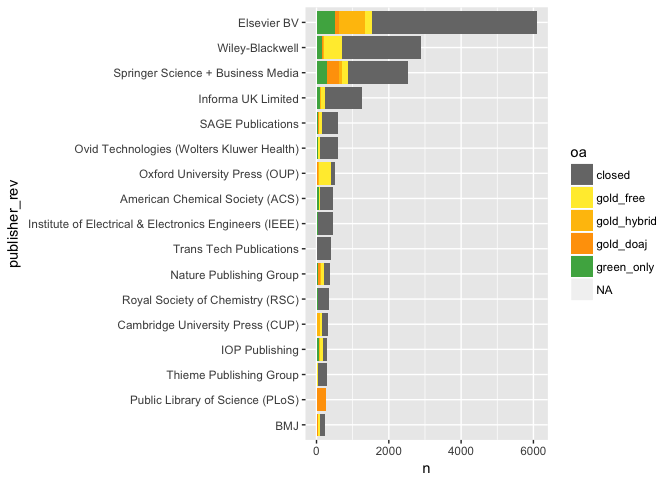 publisher_rev
Elsevier BV
Wiley-Blackwell
Springer Science + Business Media
Informa UK Limited
SAGE Publications
Ovid Technologies (Wolters Kluwer Health)
Oxford University Press (OUP)
American Chemical Society (ACS)
Institute of Electrical & Electronics Engineers (IEEE)
Trans Tech Publications
Nature Publishing Group
Royal Society of Chemistry (RSC)
Cambridge University Press (CUP)
IOP Publishing
Thieme Publishing Group
Public Library of Science (PLoS)
BMJ
0 2000 4000 6000
n
oa
closed
gold_free
gold_hybrid
gold_doaj
green_only
NA